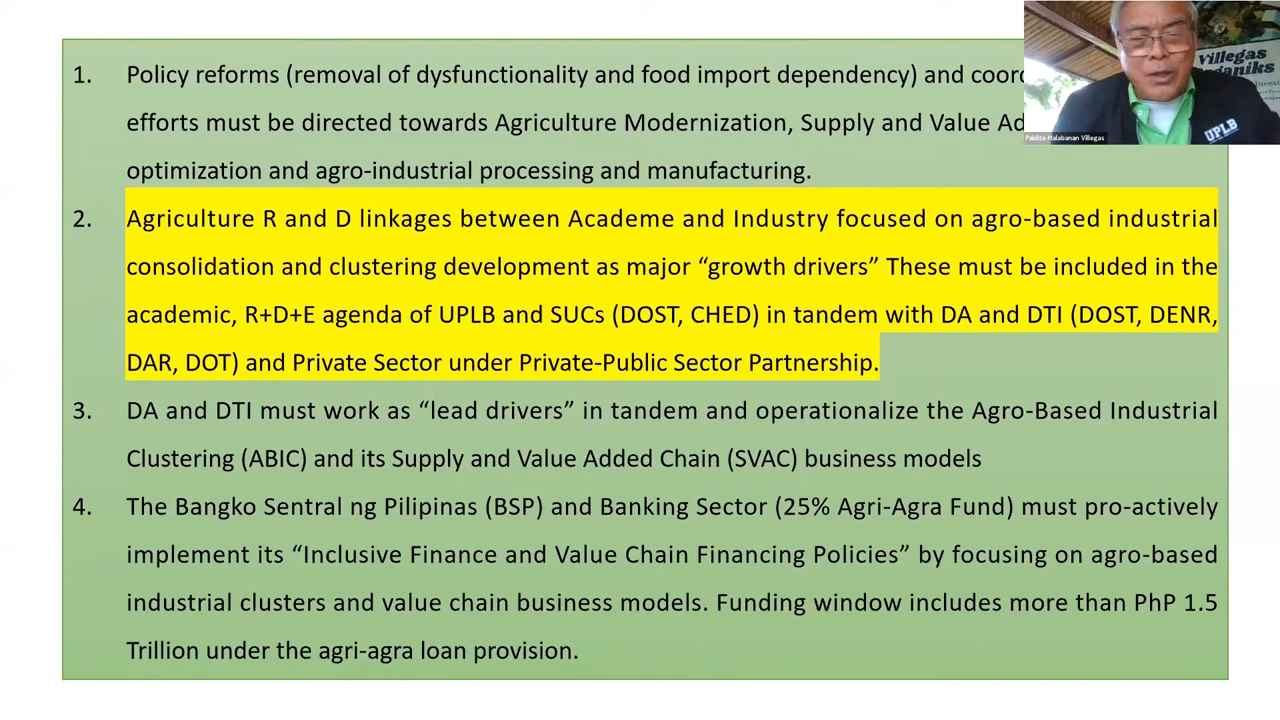 1. Policy reforms (removal of dysfunctionality and food import dependency) and
efforts must be directed towards Agriculture Modernization, Supply and Value
optimization and agro-industrial processing and manufacturing.
2. Agriculture R and D linkages between Academe and Industry focused on agro-based industrial
consolidation and clustering development as major “growth drivers” These must be included in the
academic, R+D+E agenda of UPLB and SUCs (DOST, CHED) in tandem with DA and DTI (DOST, DENR,
DAR, DOT) and Private Sector under Private-Public Sector Partnership.
3. DA and DTI must work as “lead drivers” in tandem and operationalize the Agro-Based Industrial
Clustering (ABIC) and its Supply and Value Added Chain (SVAC) business models
4. The Bangko Sentral ng Pilipinas (BSP) and Banking Sector (25% Agri-Agra Fund) must pro-actively
implement its “Inclusive Finance and Value Chain Financing Policies” by focusing on agro-based
industrial clusters and value chain business models. Funding window includes more than PhP 1.5
Trillion under the agri-agra loan provision.
Villegas
UPLB
Pablito Malabanan Villegas